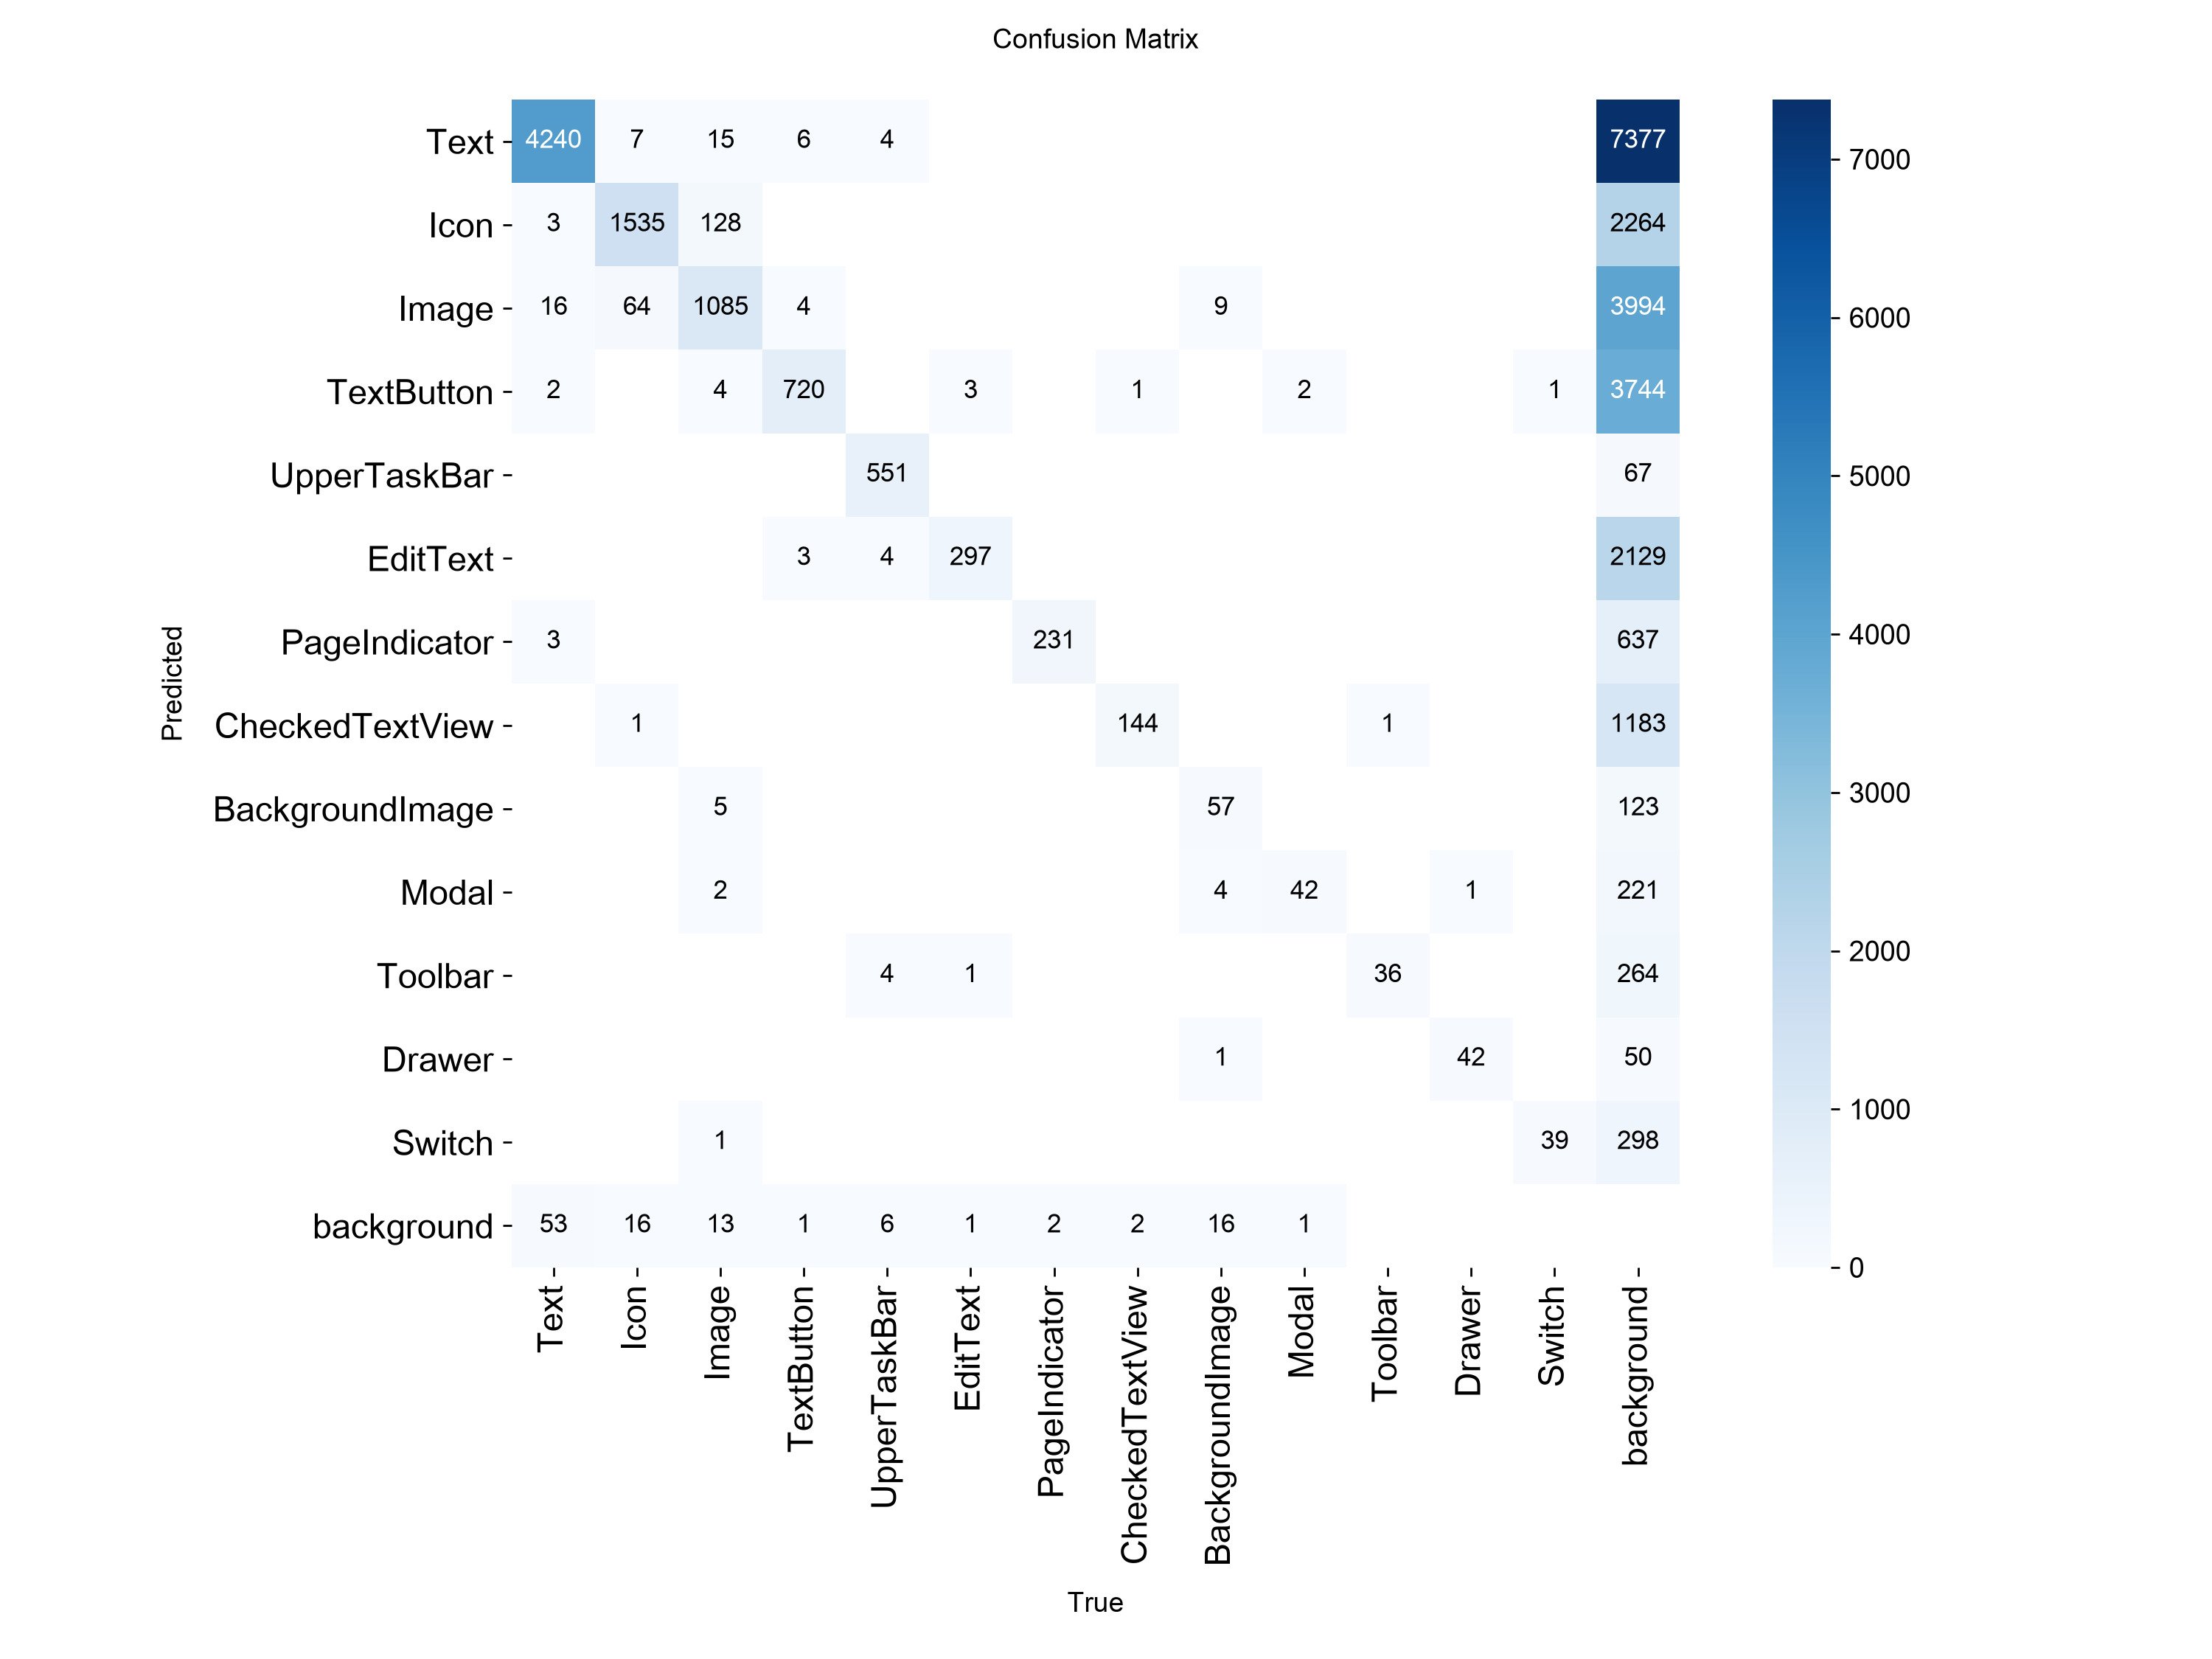 Confusion Matrix
Text 4240 7 15 6 4 7377
Icon 3 1535 128 2264
Image 16 64 1085 4 9 3994
TextButton 2 4 720 3 1 2 1 3744
UpperTaskBar 551 67
EditText 3 4 297 2129
PageIndicator 3 231 637
CheckedTextView 1 144 1 1183
BackgroundImage 5 57 123
Modal 2 4 42 1 221
Toolbar 4 1 36 264
Drawer 1 42 50
Switch 1 39 298
background 53 16 13 1 6 1 2 2 16 1
Predicted
Text
Icon
Image
TextButton
UpperTaskBar
EditText
PageIndicator
CheckedTextView
BackgroundImage
Modal
Toolbar
Drawer
Switch
background
True
7000
6000
5000
4000
3000
2000
1000
0